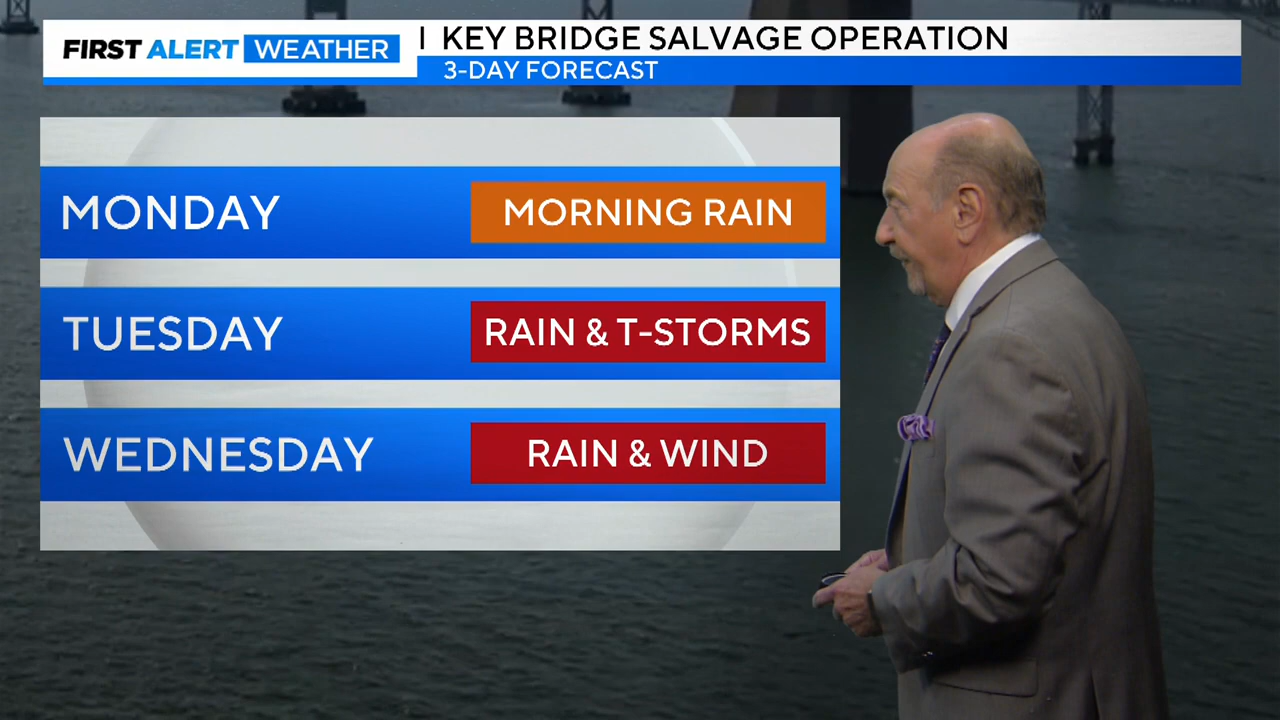 FIRST ALERT WEATHER
KEY BRIDGE SALVAGE OPERATION
3-DAY FORECAST
MONDAY
MORNING RAIN
TUESDAY
RAIN & T-STORMS
WEDNESDAY
RAIN & WIND